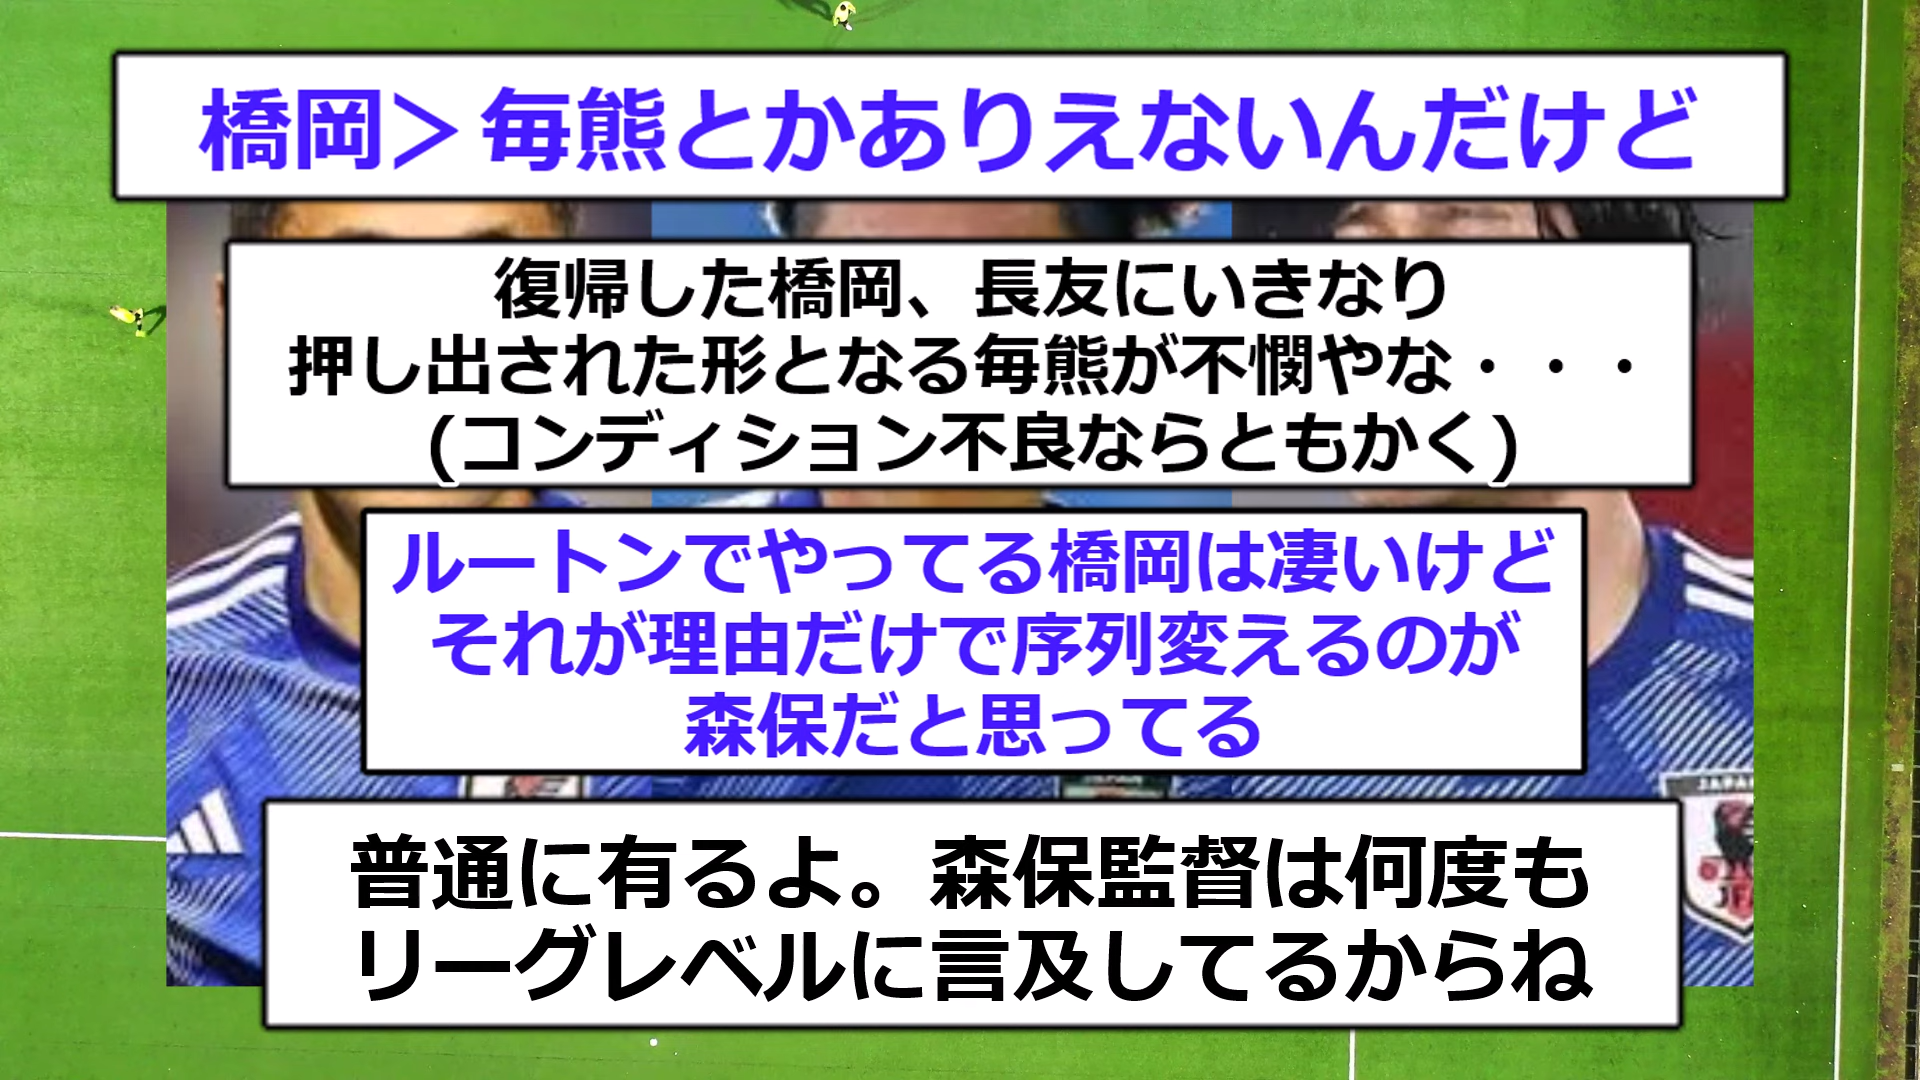 橋岡＞毎熊とかありえないんだけど
復帰した橋岡、長友にいきなり
押し出された形となる毎熊が不憫やな・・・
(コンディション不良ならともかく)
ルートンでやってる橋岡は凄いけど
それが理由だけで序列変えるのが
森保だと思ってる
JAPAN
普通に有るよ。森保監督は何度も
リーグレベルに言及してるからね